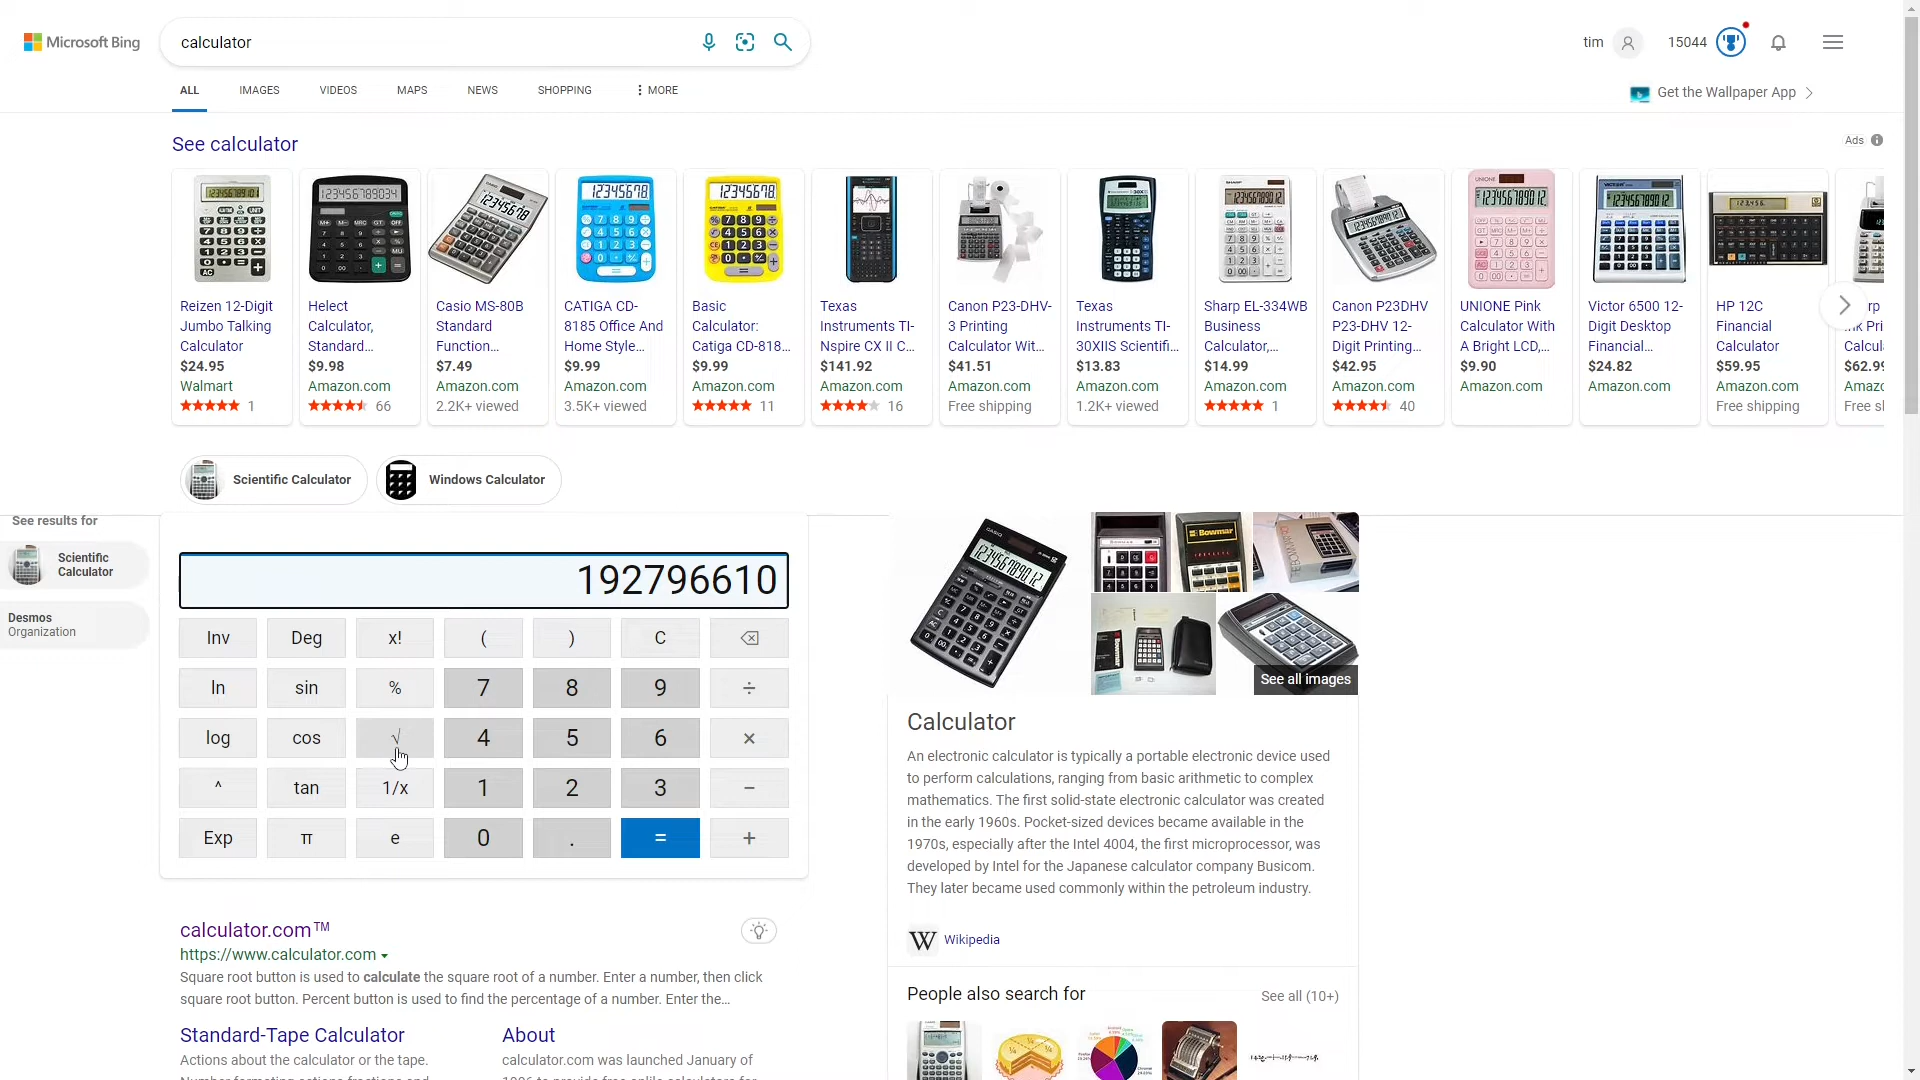 Microsoft Bing
calculator
tim
15044
ALL
IMAGES
VIDEOS
MAPS
NEWS
SHOPPING
MORE
Get the Wallpaper App
See calculator
Ads
Reizen 12-Digit
Jumbo Talking
Calculator
$24.95
Walmart
1
Helect
Calculator,
Standard...
$9.98
Amazon.com
66
Casio MS-80B
Standard
Function...
$7.49
Amazon.com
2.2K+ viewed
CATIGA CD-
8185 Office And
Home Style...
$9.99
Amazon.com
3.5K+ viewed
Basic
Calculator:
Catiga CD-818...
$9.99
Amazon.com
11
Texas
Instruments TI-
Nspire CX II C...
$141.92
Amazon.com
16
Canon P23-DHV-
3 Printing
Calculator Wit...
$41.51
Amazon.com
Free shipping
Texas
Instruments TI-
30XIIS Scientifi...
$13.83
Amazon.com
1.2K+ viewed
Sharp EL-334WB
Business
Calculator,...
$14.99
Amazon.com
1
Canon P23DHV
P23-DHV 12-
Digit Printing...
$42.95
Amazon.com
40
UNIONE Pink
Calculator With
A Bright LCD,...
$9.90
Amazon.com
Victor 6500 12-
Digit Desktop
Financial...
$24.82
Amazon.com
HP 12C
Financial
Calculator
$59.95
Amazon.com
Free shipping
$62.99
Scientific Calculator
Windows Calculator
See results for
Scientific
Calculator
Desmos
Organization
192796610
Inv Deg x! ( ) C
ln sin % 7 8 9 ÷
log cos √ 4 5 6 ×
^ tan 1/x 1 2 3 −
Exp π e 0 . = +
See all images
Calculator
An electronic calculator is typically a portable electronic device used
to perform calculations, ranging from basic arithmetic to complex
mathematics. The first solid-state electronic calculator was created
in the early 1960s. Pocket-sized devices became available in the
1970s, especially after the Intel 4004, the first microprocessor, was
developed by Intel for the Japanese calculator company Busicom.
They later became used commonly within the petroleum industry.
W Wikipedia
People also search for
See all (10+)
calculator.com™
https://www.calculator.com
Square root button is used to calculate the square root of a number. Enter a number, then click
square root button. Percent button is used to find the percentage of a number. Enter the...
Standard-Tape Calculator
Actions about the calculator or the tape.
About
calculator.com was launched January of